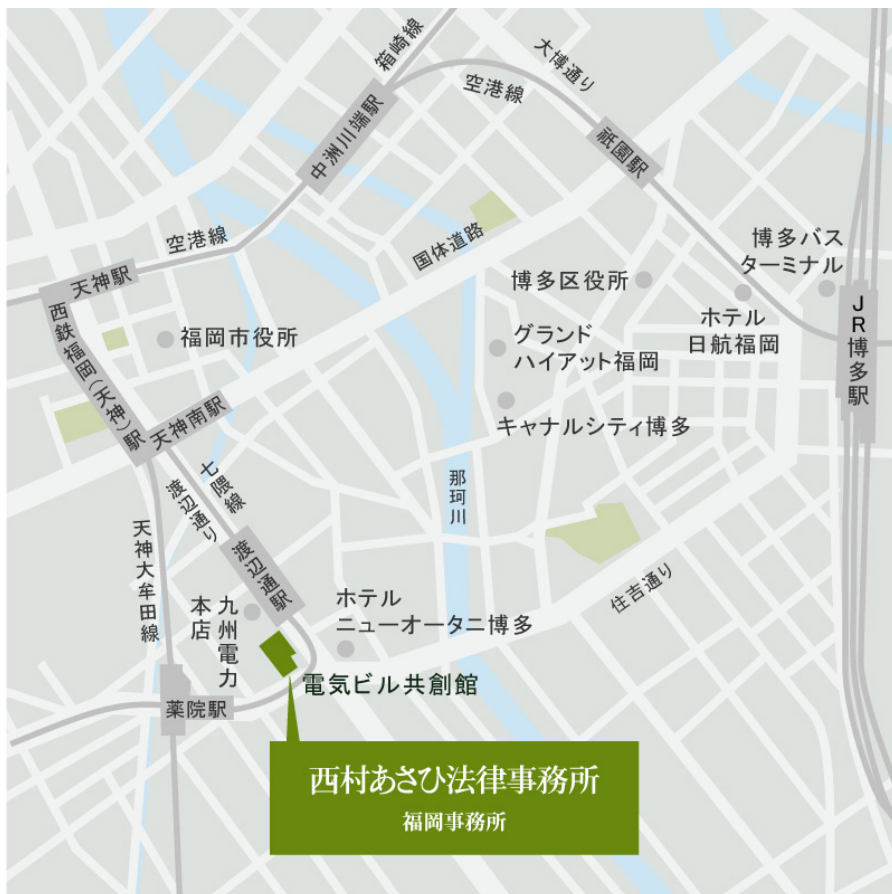 箱崎線
大博通り
空港線
中洲川端駅
祇園駅
国体道路
空港線
天神駅
博多バス
ターミナル
博多区役所
ホテル
日航福岡
JR博多駅
西鉄福岡(天神)駅
福岡市役所
グランド
ハイアット福岡
キャナルシティ博多
天神南駅
七隈線
渡辺通り
那珂川
天神大牟田線
渡辺通駅
住吉通り
九州電力
本店
ホテル
ニューオータニ博多
電気ビル共創館
薬院駅
西村あさひ法律事務所
福岡事務所